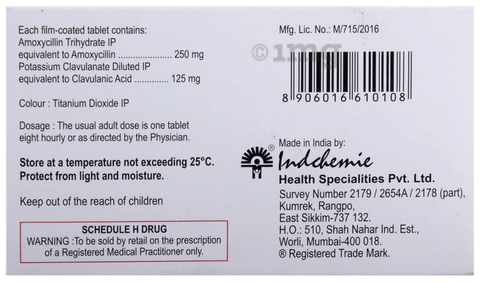 Each film-coated tablet contains:
Amoxycillin Trihydrate IP
equivalent to Amoxycillin ........................ 250 mg
Potassium Clavulanate Diluted IP
equivalent to Clavulanic Acid ............... 125 mg
Colour : Titanium Dioxide IP
Dosage : The usual adult dose is one tablet
eight hourly or as directed by the Physician.
Store at a temperature not exceeding 25°C.
Protect from light and moisture.
Keep out of the reach of children
SCHEDULE H DRUG
WARNING :To be sold by retail on the prescription
of a Registered Medical Practitioner only.
Mfg. Lic. No.: M/715/2016
©1mg
8 906016 610108
Made in India by:
Indchemie
Health Specialities Pvt. Ltd.
Survey Number 2179 / 2654A / 2178 (part),
Kumrek, Rangpo,
East Sikkim-737 132.
H.O.: 510, Shah Nahar Ind. Est.,
Worli, Mumbai-400 018.
® Registered Trade Mark.